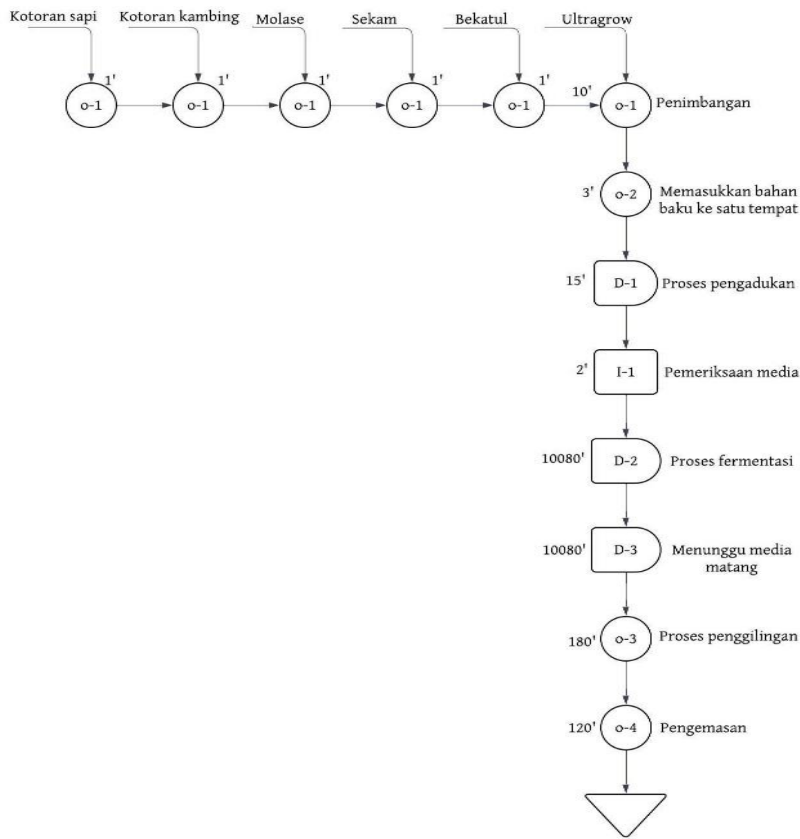 Kotoran sapi
Kotoran kambing
Molase
Sekam
Bekatul
Ultragrow
1'
1'
1'
1'
1'
10'
o-1
o-1
o-1
o-1
o-1
o-1
Penimbangan
3'
o-2
Memasukkan bahan
baku ke satu tempat
15'
D-1
Proses pengadukan
2'
I-1
Pemeriksaan media
10080'
D-2
Proses fermentasi
10080'
D-3
Menunggu media
matang
180'
o-3
Proses penggilingan
120'
o-4
Pengemasan